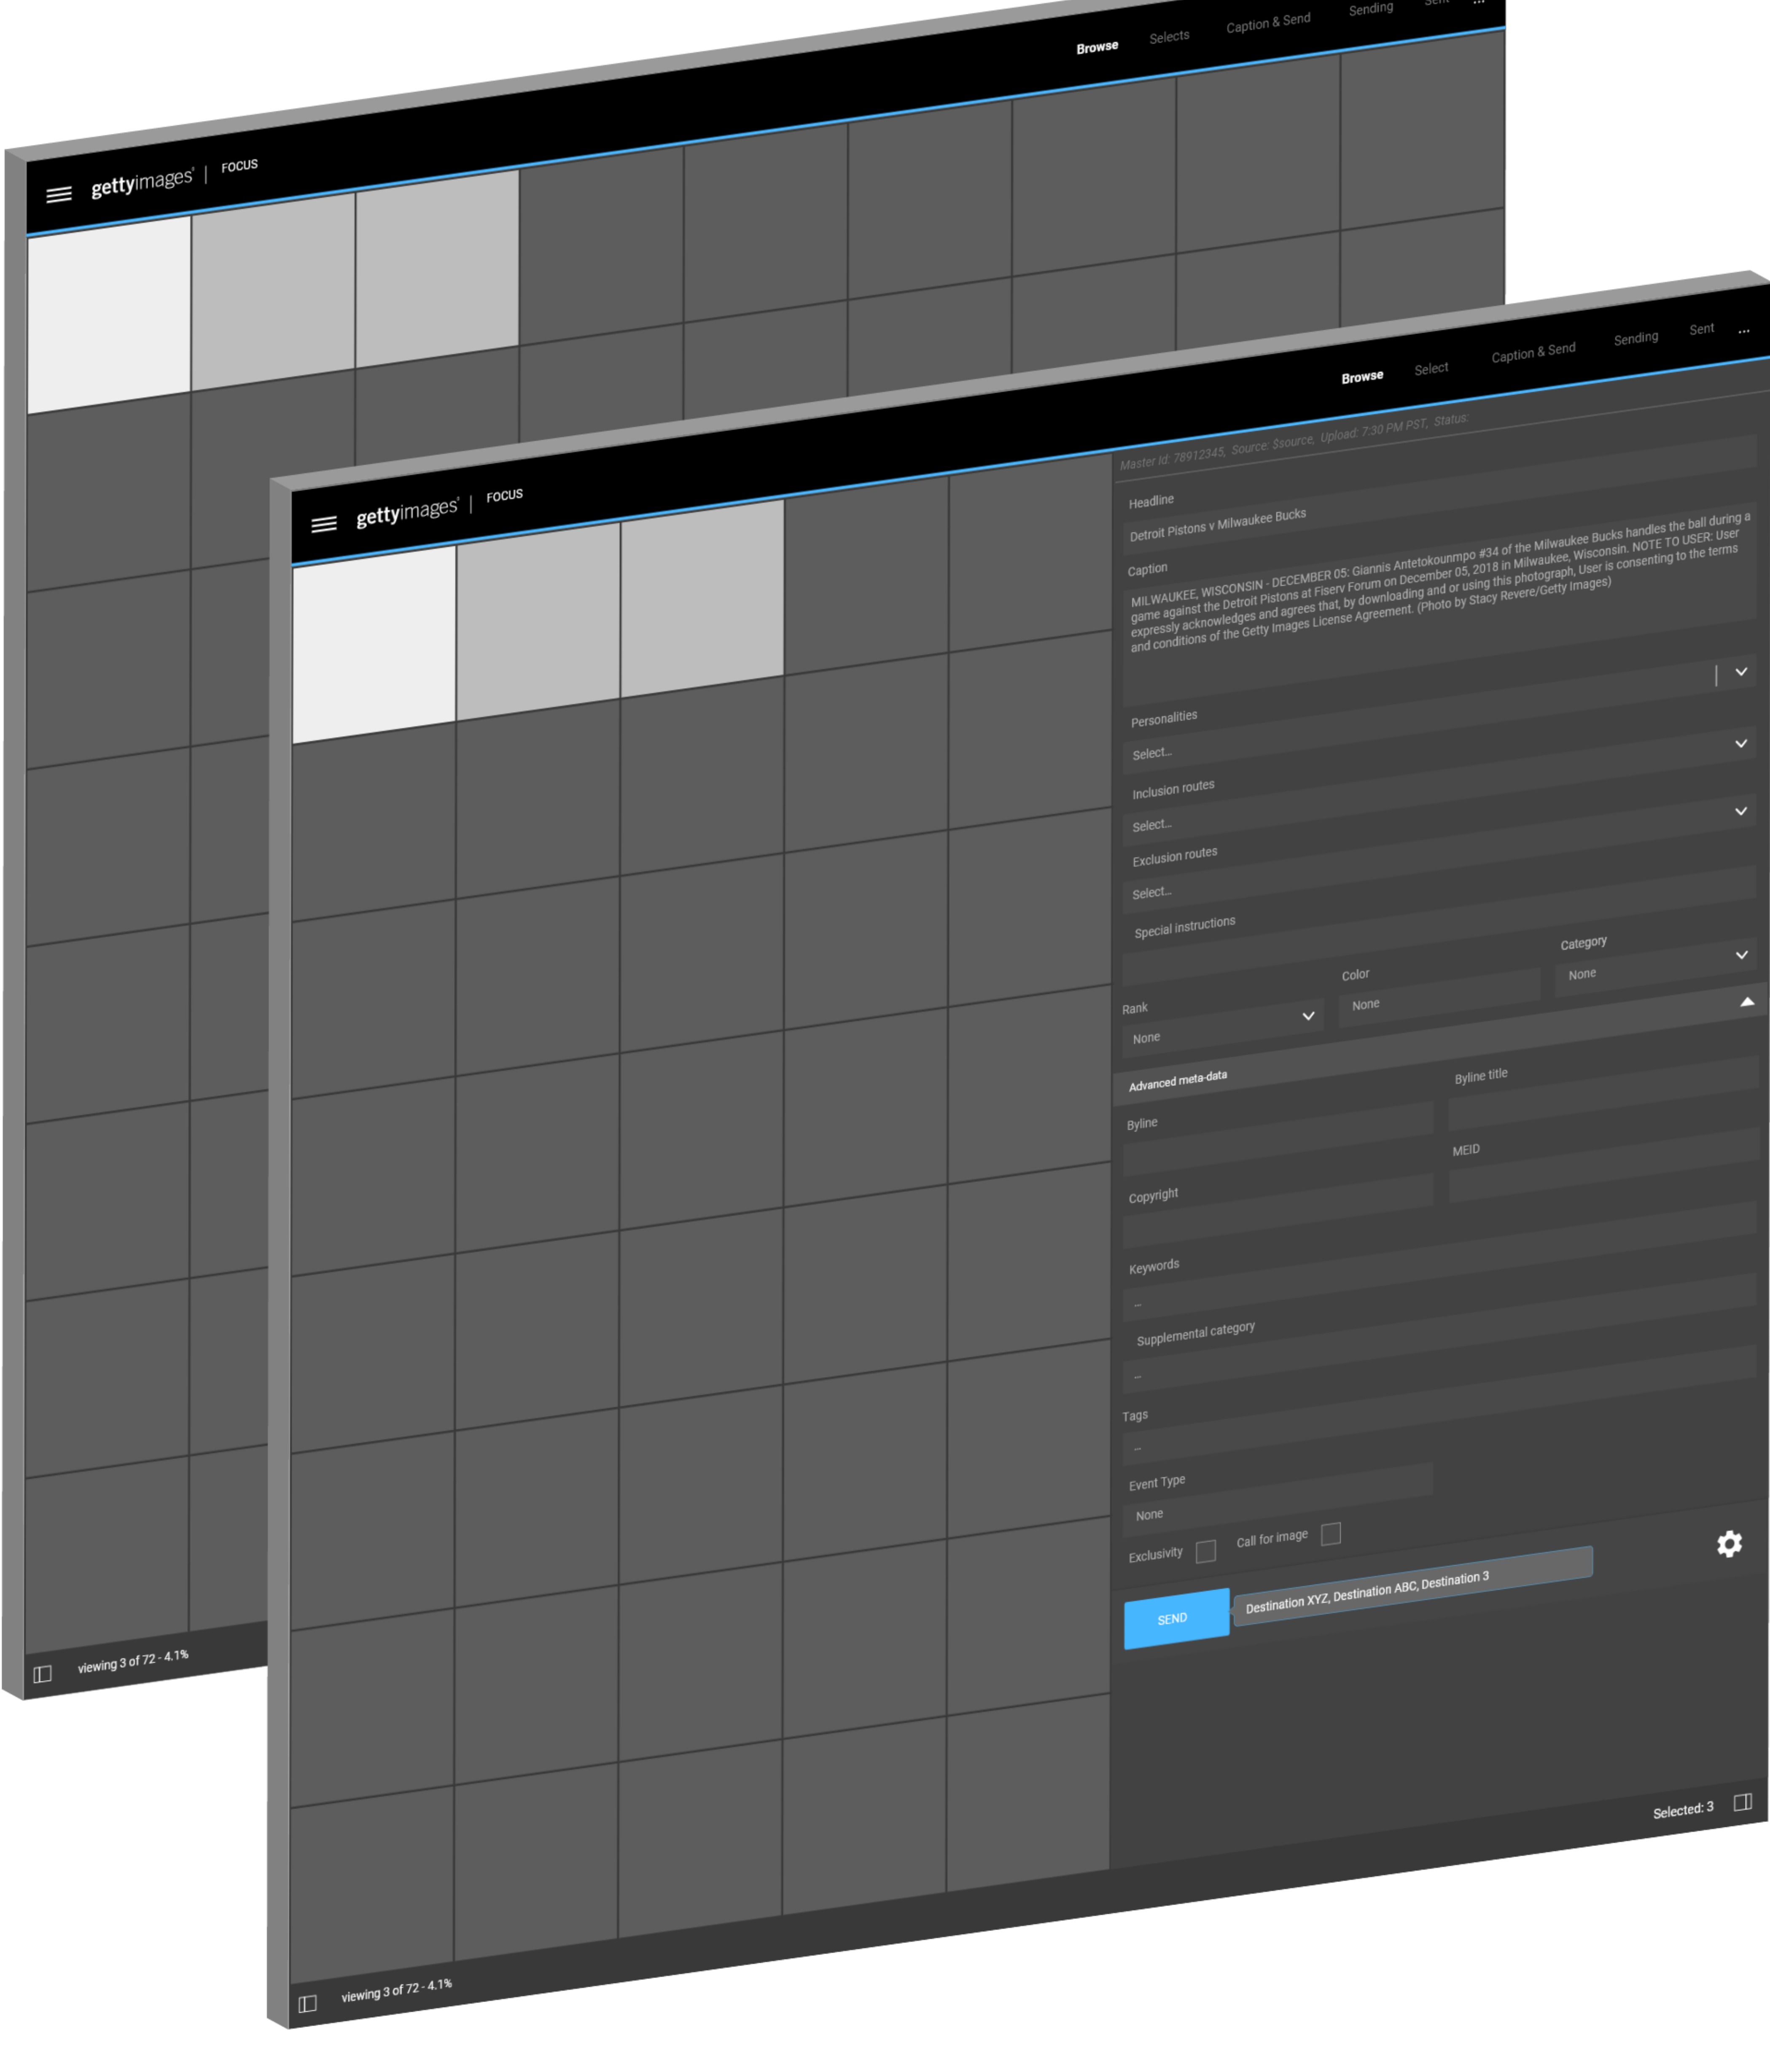 Browse
Selects
Caption & Send
Sending
Sent
...
gettyimages®
FOCUS
viewing 3 of 72 - 4.1%
Browse
Select
Caption & Send
Sending
Sent
...
gettyimages®
FOCUS
Master Id: 78912345, Source: $source, Upload: 7:30 PM PST, Status:
Headline
Detroit Pistons v Milwaukee Bucks
Caption
MILWAUKEE, WISCONSIN - DECEMBER 05: Giannis Antetokounmpo #34 of the Milwaukee Bucks handles the ball during a
game against the Detroit Pistons at Fiserv Forum on December 05, 2018 in Milwaukee, Wisconsin. NOTE TO USER: User
expressly acknowledges and agrees that, by downloading and or using this photograph, User is consenting to the terms
and conditions of the Getty Images License Agreement. (Photo by Stacy Revere/Getty Images)
Personalities
Select...
Inclusion routes
Select...
Exclusion routes
Select...
Special instructions
Rank
Color
Category
None
None
None
Advanced meta-data
Byline
Byline title
Copyright
MEID
Keywords
...
Supplemental category
...
Tags
...
Event Type
None
Exclusivity
Call for image
SEND
Destination XYZ, Destination ABC, Destination 3
Selected: 3
viewing 3 of 72 - 4.1%